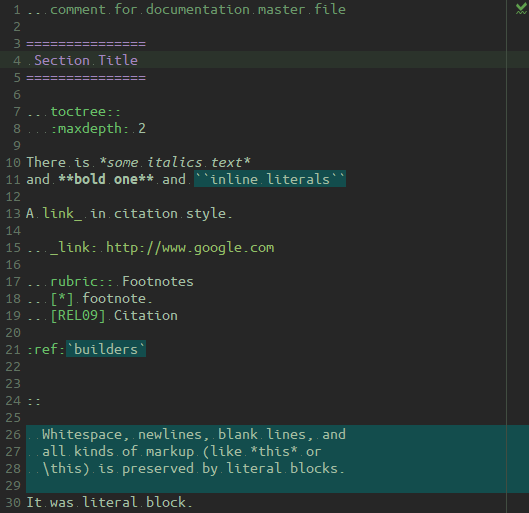 1 .. comment for documentation master file
2
3 ===============
4  Section Title
5 ===============
6
7 .. toctree::
8    :maxdepth: 2
9
10 There is *some italics text*
11 and **bold one** and ``inline literals``
12
13 A link_ in citation style.
14
15 .. _link: http://www.google.com
16
17 .. rubric:: Footnotes
18 .. [*] footnote.
19 .. [REL09] Citation
20
21 :ref:`builders`
22
23
24 ::
25
26   Whitespace, newlines, blank lines, and
27   all kinds of markup (like *this* or
28   \this) is preserved by literal blocks.
29
30 It was literal block.